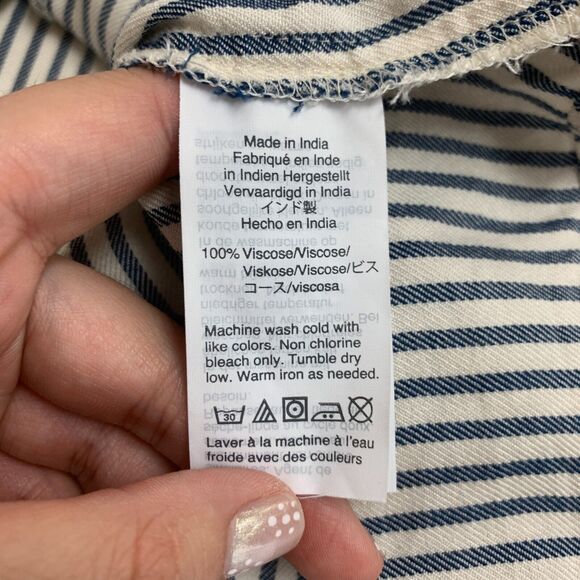 Made in India
Fabriqué en Inde
in Indien Hergestellt
Vervaardigd in India
インド製
Hecho en India
100% Viscose/Viscose/
Viskose/Viscose/ビス
コース/viscosa
Machine wash cold with
like colors. Non chlorine
bleach only. Tumble dry
low. Warm iron as needed.
30
Laver à la machine à l'eau
froide avec des couleurs